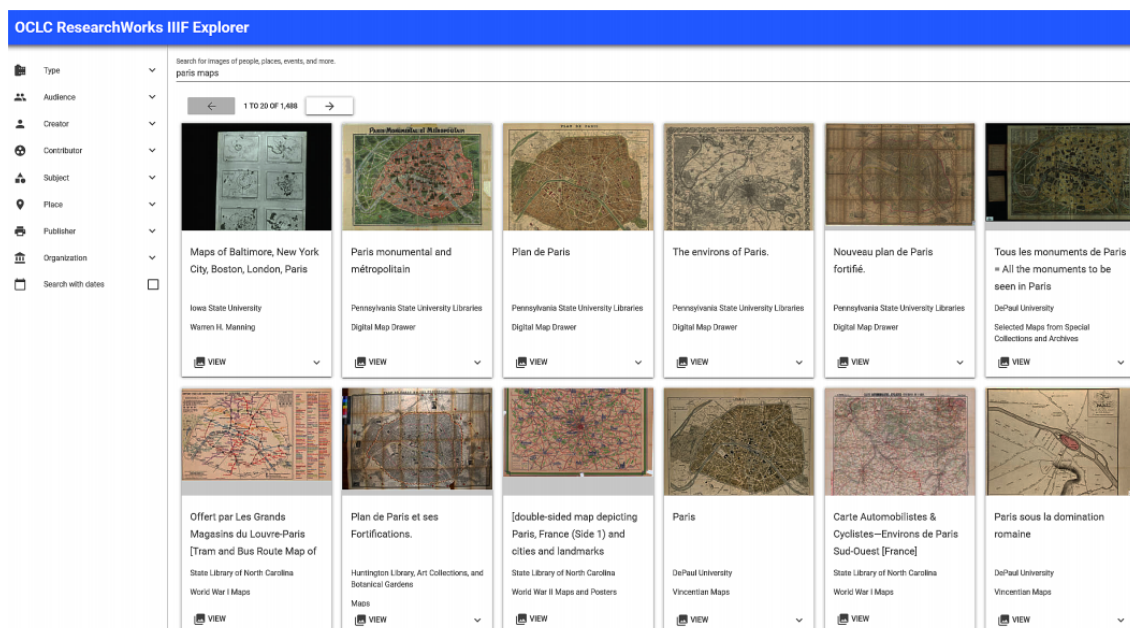 OCLC ResearchWorks IIIF Explorer
Type
Audience
Creator
Contributor
Subject
Place
Publisher
Organization
Search with dates
Search for images of people, places, events, and more.
paris maps
1 TO 20 OF 1,488
Paris Monumental et Métropolitain
PLAN DE PARIS
Maps of Baltimore, New York
City, Boston, London, Paris
Iowa State University
Warren H. Manning
VIEW
Paris monumental and
métropolitain
Pennsylvania State University Libraries
Digital Map Drawer
VIEW
Plan de Paris
Pennsylvania State University Libraries
Digital Map Drawer
VIEW
The environs of Paris.
Pennsylvania State University Libraries
Digital Map Drawer
VIEW
Nouveau plan de Paris
fortifié.
Pennsylvania State University Libraries
Digital Map Drawer
VIEW
Tous les monuments de Paris
= All the monuments to be
seen in Paris
DePaul University
Selected Maps from Special
Collections and Archives
VIEW
Offert par Les Grands
Magasins du Louvre-Paris
[Tram and Bus Route Map of
State Library of North Carolina
World War I Maps
VIEW
Plan de Paris et ses
Fortifications.
Huntington Library, Art Collections, and
Botanical Gardens
Maps
VIEW
[double-sided map depicting
Paris, France (Side 1) and
cities and landmarks
State Library of North Carolina
World War II Maps and Posters
VIEW
Paris
DePaul University
Vincentian Maps
VIEW
Carte Automobilistes &
Cyclistes—Environs de Paris
Sud-Ouest [France]
State Library of North Carolina
World War I Maps
VIEW
Paris sous la domination
romaine
DePaul University
Vincentian Maps
VIEW